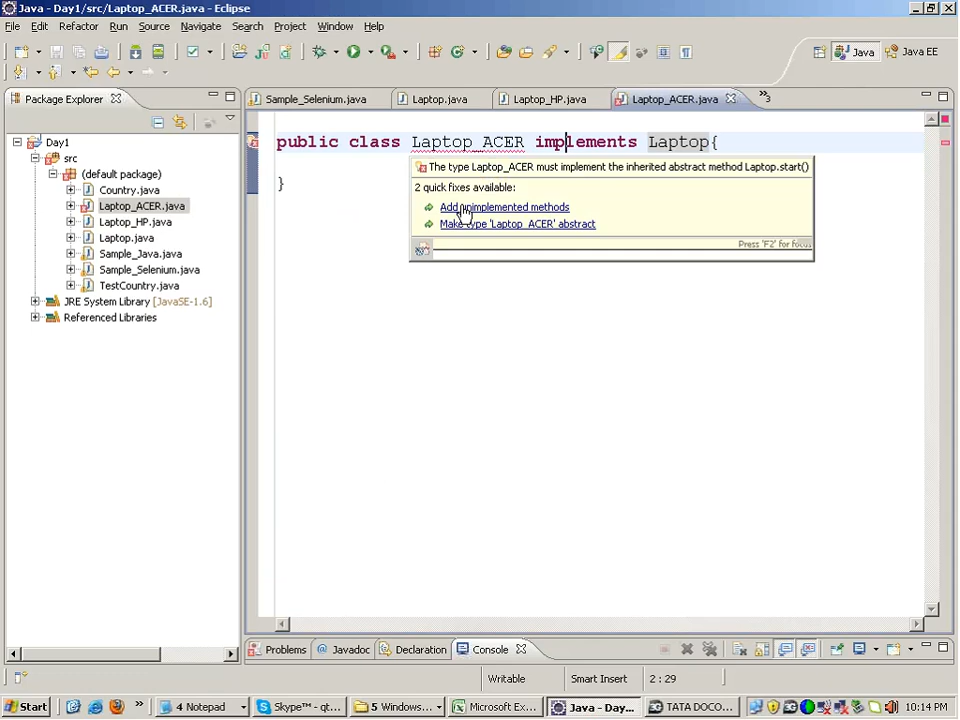 Java - Day1/src/Laptop_ACER.java - Eclipse
File Edit Refactor Run Source Navigate Search Project Window Help
Java Java EE
Package Explorer
Sample_Selenium.java Laptop.java Laptop_HP.java Laptop_ACER.java »3
Day1
src
(default package)
Country.java
Laptop_ACER.java
Laptop_HP.java
Laptop.java
Sample_Java.java
Sample_Selenium.java
TestCountry.java
JRE System Library [JavaSE-1.6]
Referenced Libraries
public class Laptop_ACER implements Laptop{
The type Laptop_ACER must implement the inherited abstract method Laptop.start()
}
2 quick fixes available:
Add unimplemented methods
Make type 'Laptop_ACER' abstract
Press 'F2' for focus
Problems @ Javadoc Declaration Console
Writable Smart Insert 2 : 29
Start » 4 Notepad Skype™ - qt... 5 Windows... Microsoft Ex... Java - Day... TATA DOCO... 10:14 PM